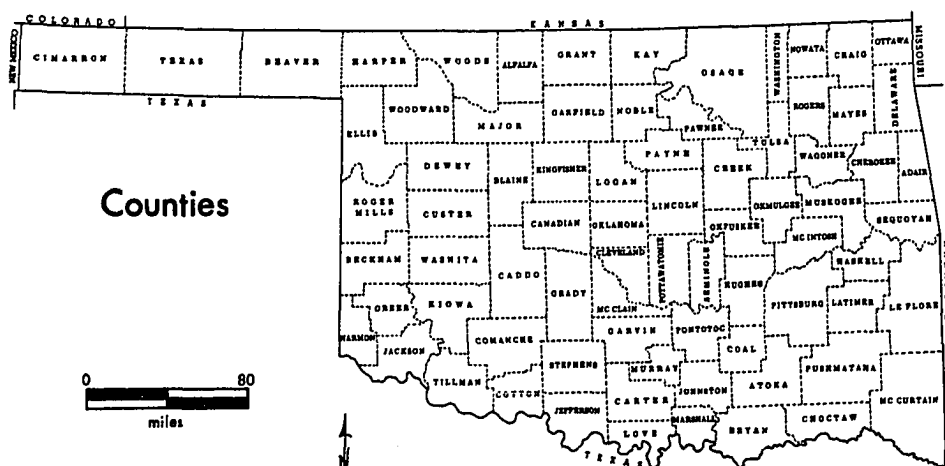 COLORADO
KANSAS
NEW MEXICO
MISSOURI
CIMARRON
TEXAS
BEAVER
HARPER
WOODS
ALFALFA
GRANT
KAY
OSAGE
WASHINGTON
NOWATA
CRAIG
OTTAWA
TEXAS
ELLIS
WOODWARD
MAJOR
GARFIELD
NOBLE
PAWNEE
ROGERS
MAYES
DELAWARE
DEWEY
BLAINE
KINGFISHER
LOGAN
PAYNE
CREEK
TULSA
WAGONER
CHEROKEE
ADAIR
Counties
ROGER
MILLS
CUSTER
CANADIAN
OKLAHOMA
LINCOLN
OKFUSKEE
OKMULGEE
MUSKOGEE
SEQUOYAH
BECKHAM
WASHITA
CADDO
GRADY
CLEVELAND
POTTAWATOMIE
SEMINOLE
HUGHES
MC INTOSH
HASKELL
GREER
KIOWA
MC CLAIN
PITTSBURG
LATIMER
LE FLORE
HARMON
JACKSON
COMANCHE
GARVIN
PONTOTOC
COAL
TILLMAN
COTTON
STEPHENS
MURRAY
JOHNSTON
ATOKA
PUSHMATAHA
MC CURTAIN
JEFFERSON
CARTER
LOVE
MARSHALL
BRYAN
CHOCTAW
TEXAS
0 80
miles
N